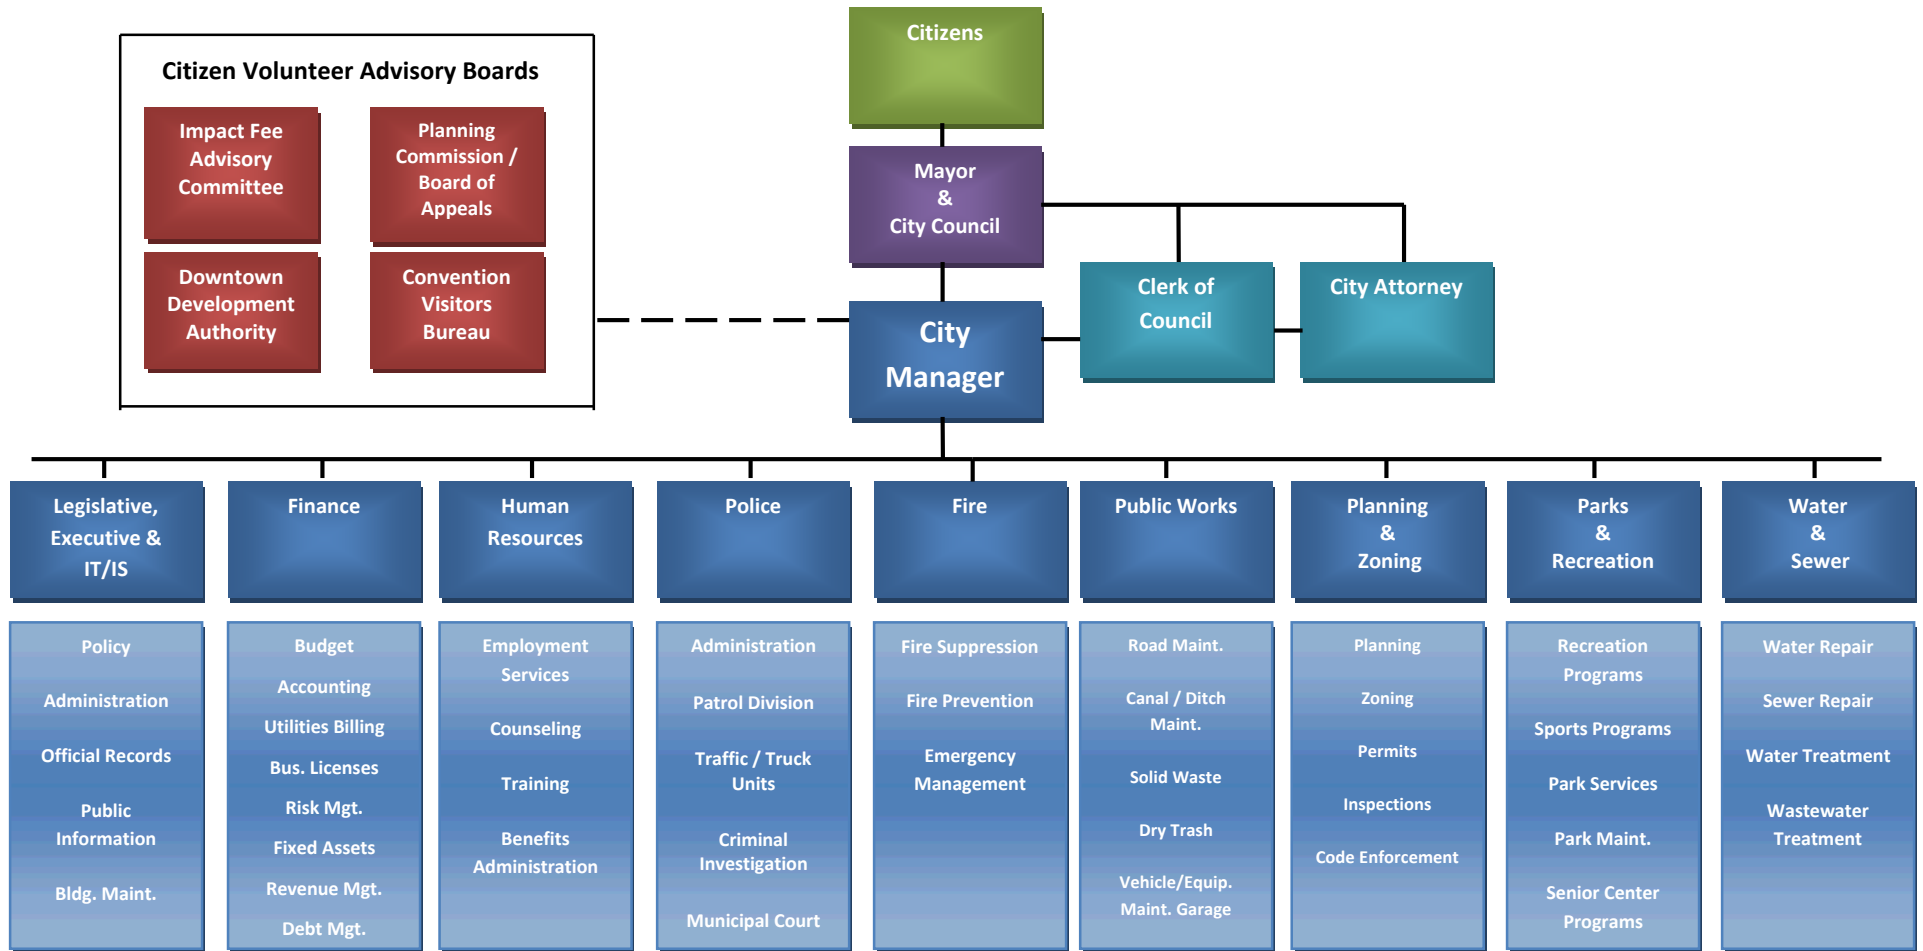 Citizens
Citizen Volunteer Advisory Boards
Impact Fee
Advisory
Committee
Planning
Commission /
Board of
Appeals
Downtown
Development
Authority
Convention
Visitors
Bureau
Mayor
&
City Council
City
Manager
Clerk of
Council
City Attorney
Legislative,
Executive &
IT/IS
Finance
Human
Resources
Police
Fire
Public Works
Planning
&
Zoning
Parks
&
Recreation
Water
&
Sewer
Policy
Administration
Official Records
Public
Information
Bldg. Maint.
Budget
Accounting
Utilities Billing
Bus. Licenses
Risk Mgt.
Fixed Assets
Revenue Mgt.
Debt Mgt.
Employment
Services
Counseling
Training
Benefits
Administration
Administration
Patrol Division
Traffic / Truck
Units
Criminal
Investigation
Municipal Court
Fire Suppression
Fire Prevention
Emergency
Management
Road Maint.
Canal / Ditch
Maint.
Solid Waste
Dry Trash
Vehicle/Equip.
Maint. Garage
Planning
Zoning
Permits
Inspections
Code Enforcement
Recreation
Programs
Sports Programs
Park Services
Park Maint.
Senior Center
Programs
Water Repair
Sewer Repair
Water Treatment
Wastewater
Treatment